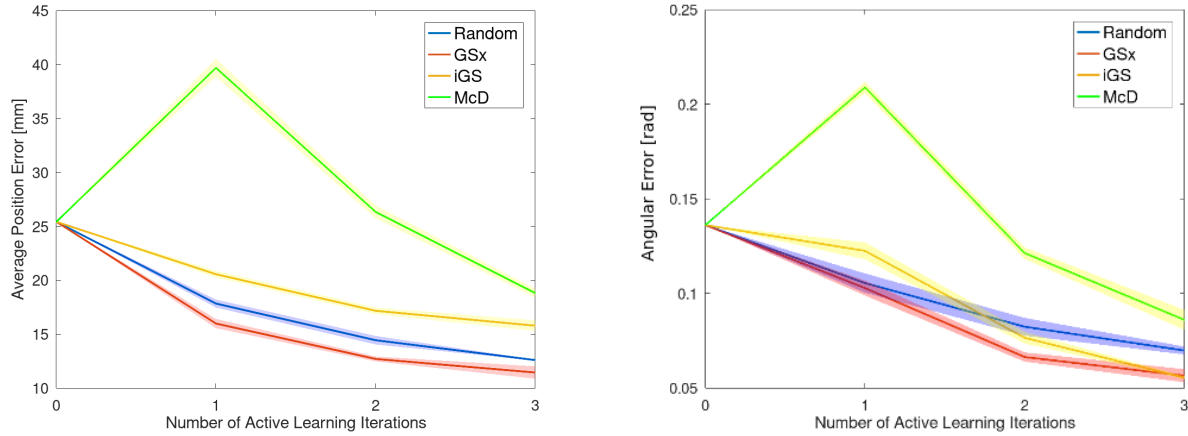 45
40
35
30
25
20
15
10
Average Position Error [mm]
0
1
2
3
Number of Active Learning Iterations
Random
GSx
iGS
McD
0.25
0.2
0.15
0.1
0.05
Angular Error [rad]
0
1
2
3
Number of Active Learning Iterations
Random
GSx
iGS
McD